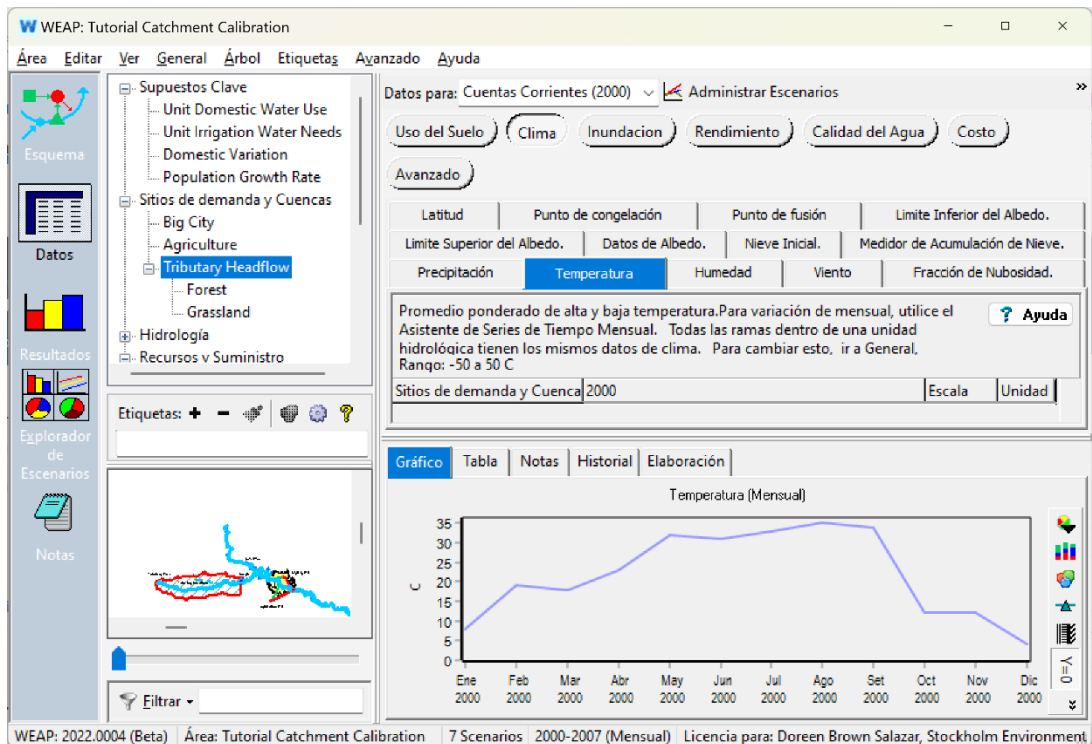 WEAP: Tutorial Catchment Calibration
Área Editar Ver General Árbol Etiquetas Avanzado Ayuda
Esquema
Datos
Resultados
Explorador
de
Escenarios
Notas
Supuestos Clave
Unit Domestic Water Use
Unit Irrigation Water Needs
Domestic Variation
Population Growth Rate
Sitios de demanda y Cuencas
Big City
Agriculture
Tributary Headflow
Forest
Grassland
Hidrología
Recursos y Suministro
Etiquetas:
Filtrar
Datos para: Cuentas Corrientes (2000) Administrar Escenarios »
Uso del Suelo Clima Inundacion Rendimiento Calidad del Agua Costo
Avanzado
Latitud Punto de congelación Punto de fusión Limite Inferior del Albedo.
Limite Superior del Albedo. Datos de Albedo. Nieve Inicial. Medidor de Acumulación de Nieve.
Precipitación Temperatura Humedad Viento Fracción de Nubosidad.
Promedio ponderado de alta y baja temperatura.Para variación de mensual, utilice el
Asistente de Series de Tiempo Mensual. Todas las ramas dentro de una unidad
hidrológica tienen los mismos datos de clima. Para cambiar esto, ir a General,
Rango: -50 a 50 C
? Ayuda
Sitios de demanda y Cuenca 2000 Escala Unidad
Gráfico Tabla Notas Historial Elaboración
Temperatura (Mensual)
C
35
30
25
20
15
10
5
0
Ene Feb Mar Abr May Jun Jul Ago Set Oct Nov Dic
2000 2000 2000 2000 2000 2000 2000 2000 2000 2000 2000 2000
Y=0
WEAP: 2022.0004 (Beta) Área: Tutorial Catchment Calibration 7 Scenarios 2000-2007 (Mensual) Licencia para: Doreen Brown Salazar, Stockholm Environment